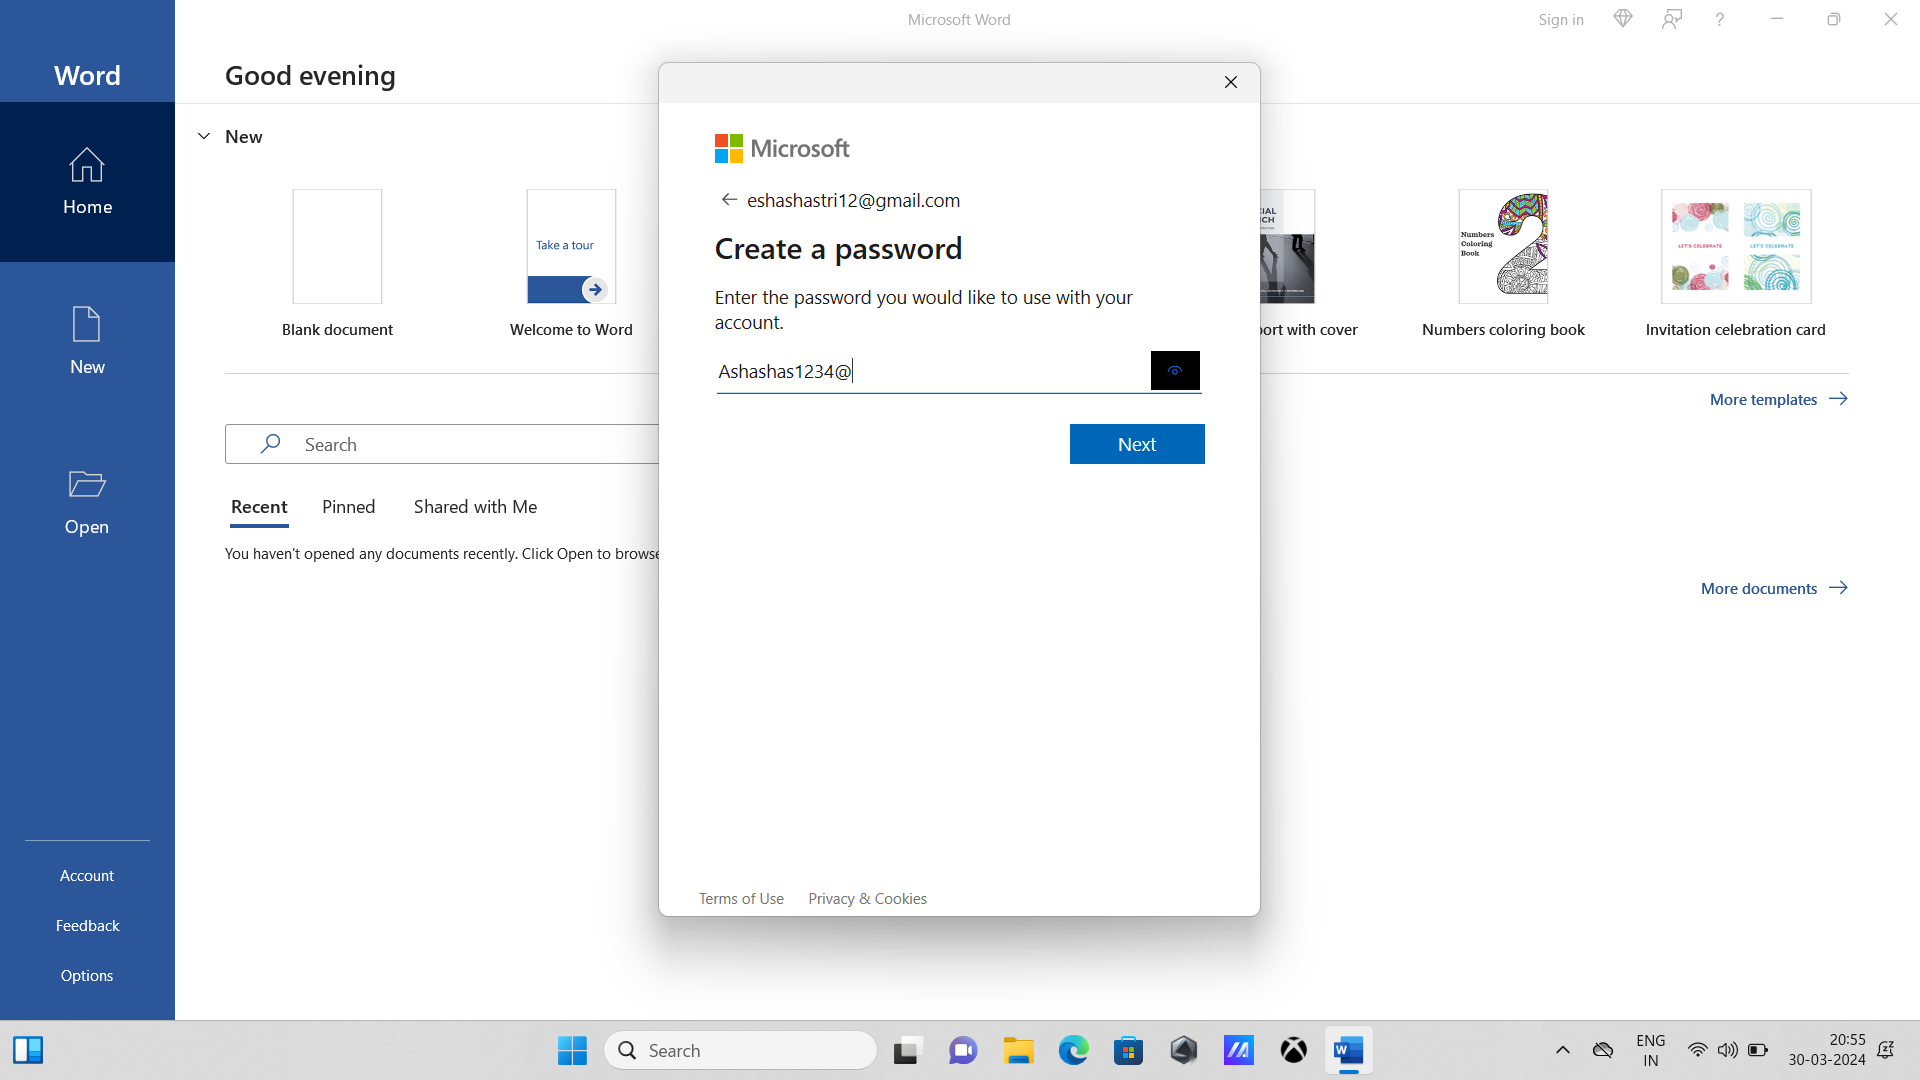 Microsoft Word
Sign in
?
Word
Good evening
Home
New
Open
Account
Feedback
Options
New
Take a tour
Blank document
Welcome to Word
Microsoft
eshashastri12@gmail.com
Create a password
Enter the password you would like to use with your
account.
Ashashas1234@
Next
Terms of Use
Privacy & Cookies
CIAL
CH
ort with cover
Numbers
Coloring
Book
Numbers coloring book
LET'S CELEBRATE
LET'S CELEBRATE
Invitation celebration card
More templates
Search
Recent
Pinned
Shared with Me
You haven't opened any documents recently. Click Open to browse
More documents
Search
W
ENG
IN
20:55
30-03-2024